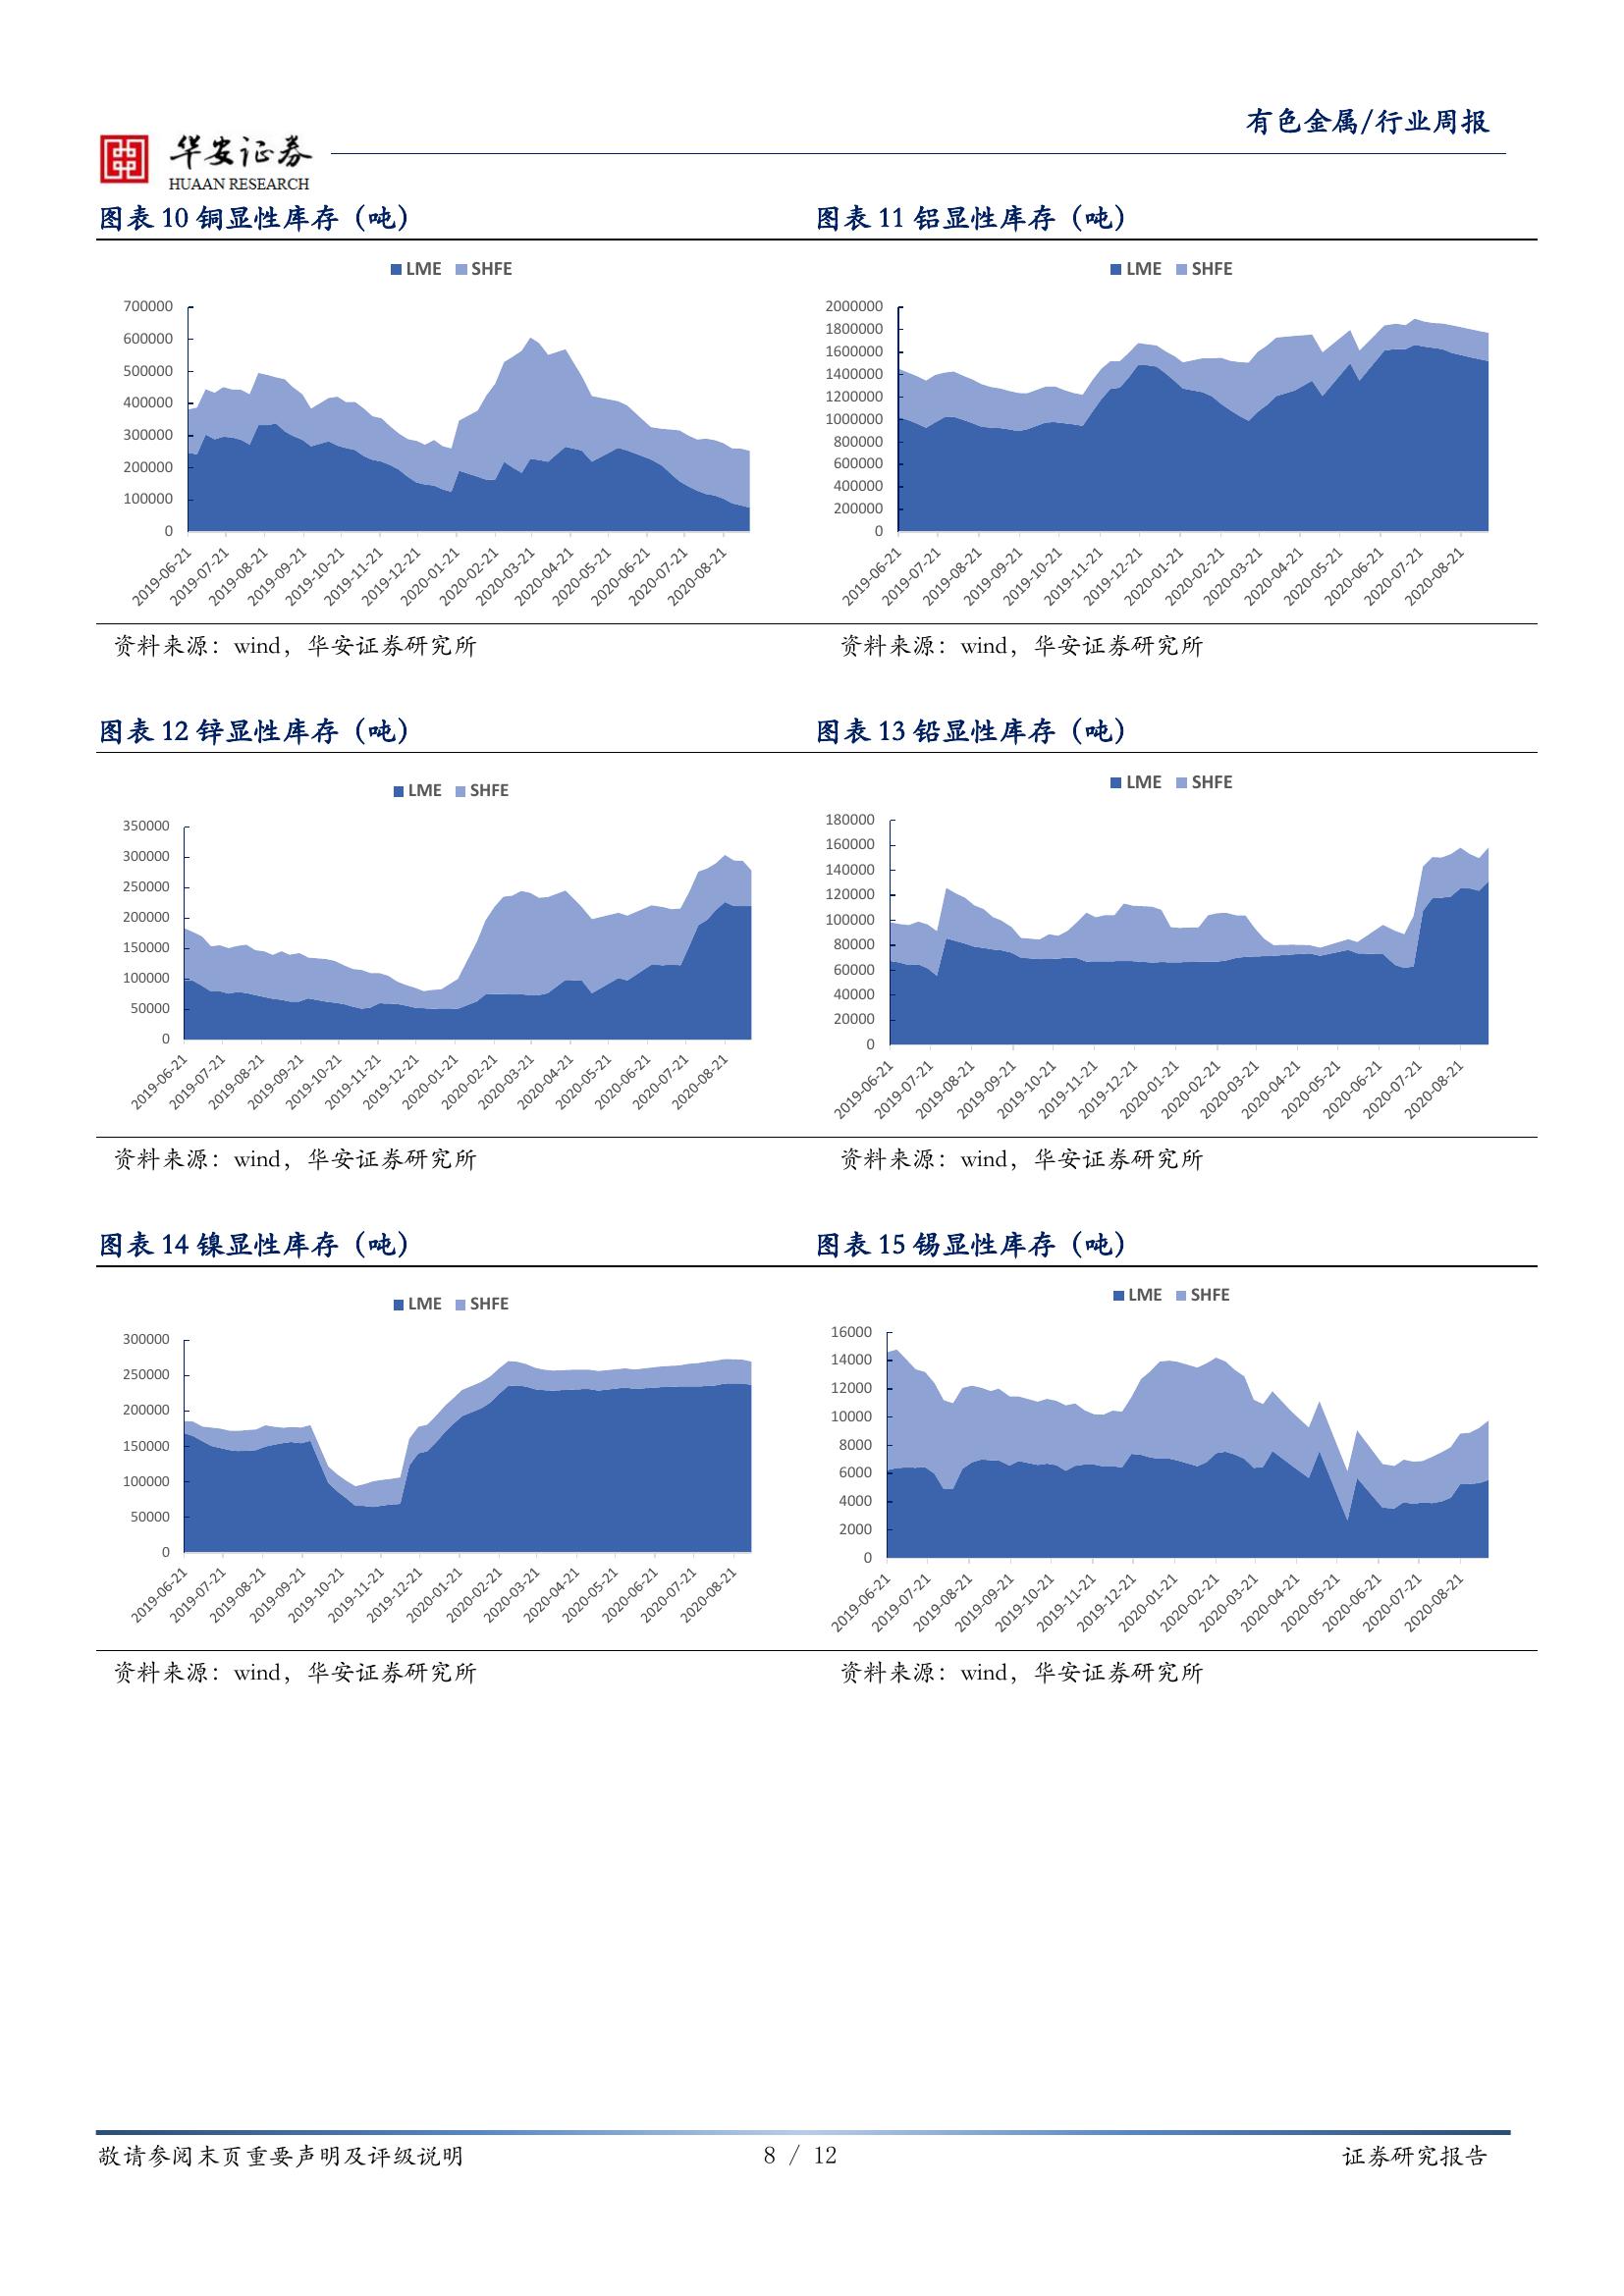 有色金属/行业周报
华安证券
HUAAN RESEARCH
图表 10 铜显性库存（吨）
LME SHFE
700000
600000
500000
400000
300000
200000
100000
0
2019-06-21 2019-07-21 2019-08-21 2019-09-21 2019-10-21 2019-11-21 2019-12-21 2020-01-21 2020-02-21 2020-03-21 2020-04-21 2020-05-21 2020-06-21 2020-07-21 2020-08-21
资料来源：wind，华安证券研究所
图表 11 铝显性库存（吨）
LME SHFE
2000000
1800000
1600000
1400000
1200000
1000000
800000
600000
400000
200000
0
2019-06-21 2019-07-21 2019-08-21 2019-09-21 2019-10-21 2019-11-21 2019-12-21 2020-01-21 2020-02-21 2020-03-21 2020-04-21 2020-05-21 2020-06-21 2020-07-21 2020-08-21
资料来源：wind，华安证券研究所
图表 12 锌显性库存（吨）
LME SHFE
350000
300000
250000
200000
150000
100000
50000
0
2019-06-21 2019-07-21 2019-08-21 2019-09-21 2019-10-21 2019-11-21 2019-12-21 2020-01-21 2020-02-21 2020-03-21 2020-04-21 2020-05-21 2020-06-21 2020-07-21 2020-08-21
资料来源：wind，华安证券研究所
图表 13 铅显性库存（吨）
LME SHFE
180000
160000
140000
120000
100000
80000
60000
40000
20000
0
2019-06-21 2019-07-21 2019-08-21 2019-09-21 2019-10-21 2019-11-21 2019-12-21 2020-01-21 2020-02-21 2020-03-21 2020-04-21 2020-05-21 2020-06-21 2020-07-21 2020-08-21
资料来源：wind，华安证券研究所
图表 14 镍显性库存（吨）
LME SHFE
300000
250000
200000
150000
100000
50000
0
2019-06-21 2019-07-21 2019-08-21 2019-09-21 2019-10-21 2019-11-21 2019-12-21 2020-01-21 2020-02-21 2020-03-21 2020-04-21 2020-05-21 2020-06-21 2020-07-21 2020-08-21
资料来源：wind，华安证券研究所
图表 15 锡显性库存（吨）
LME SHFE
16000
14000
12000
10000
8000
6000
4000
2000
0
2019-06-21 2019-07-21 2019-08-21 2019-09-21 2019-10-21 2019-11-21 2019-12-21 2020-01-21 2020-02-21 2020-03-21 2020-04-21 2020-05-21 2020-06-21 2020-07-21 2020-08-21
资料来源：wind，华安证券研究所
敬请参阅末页重要声明及评级说明
8 / 12
证券研究报告